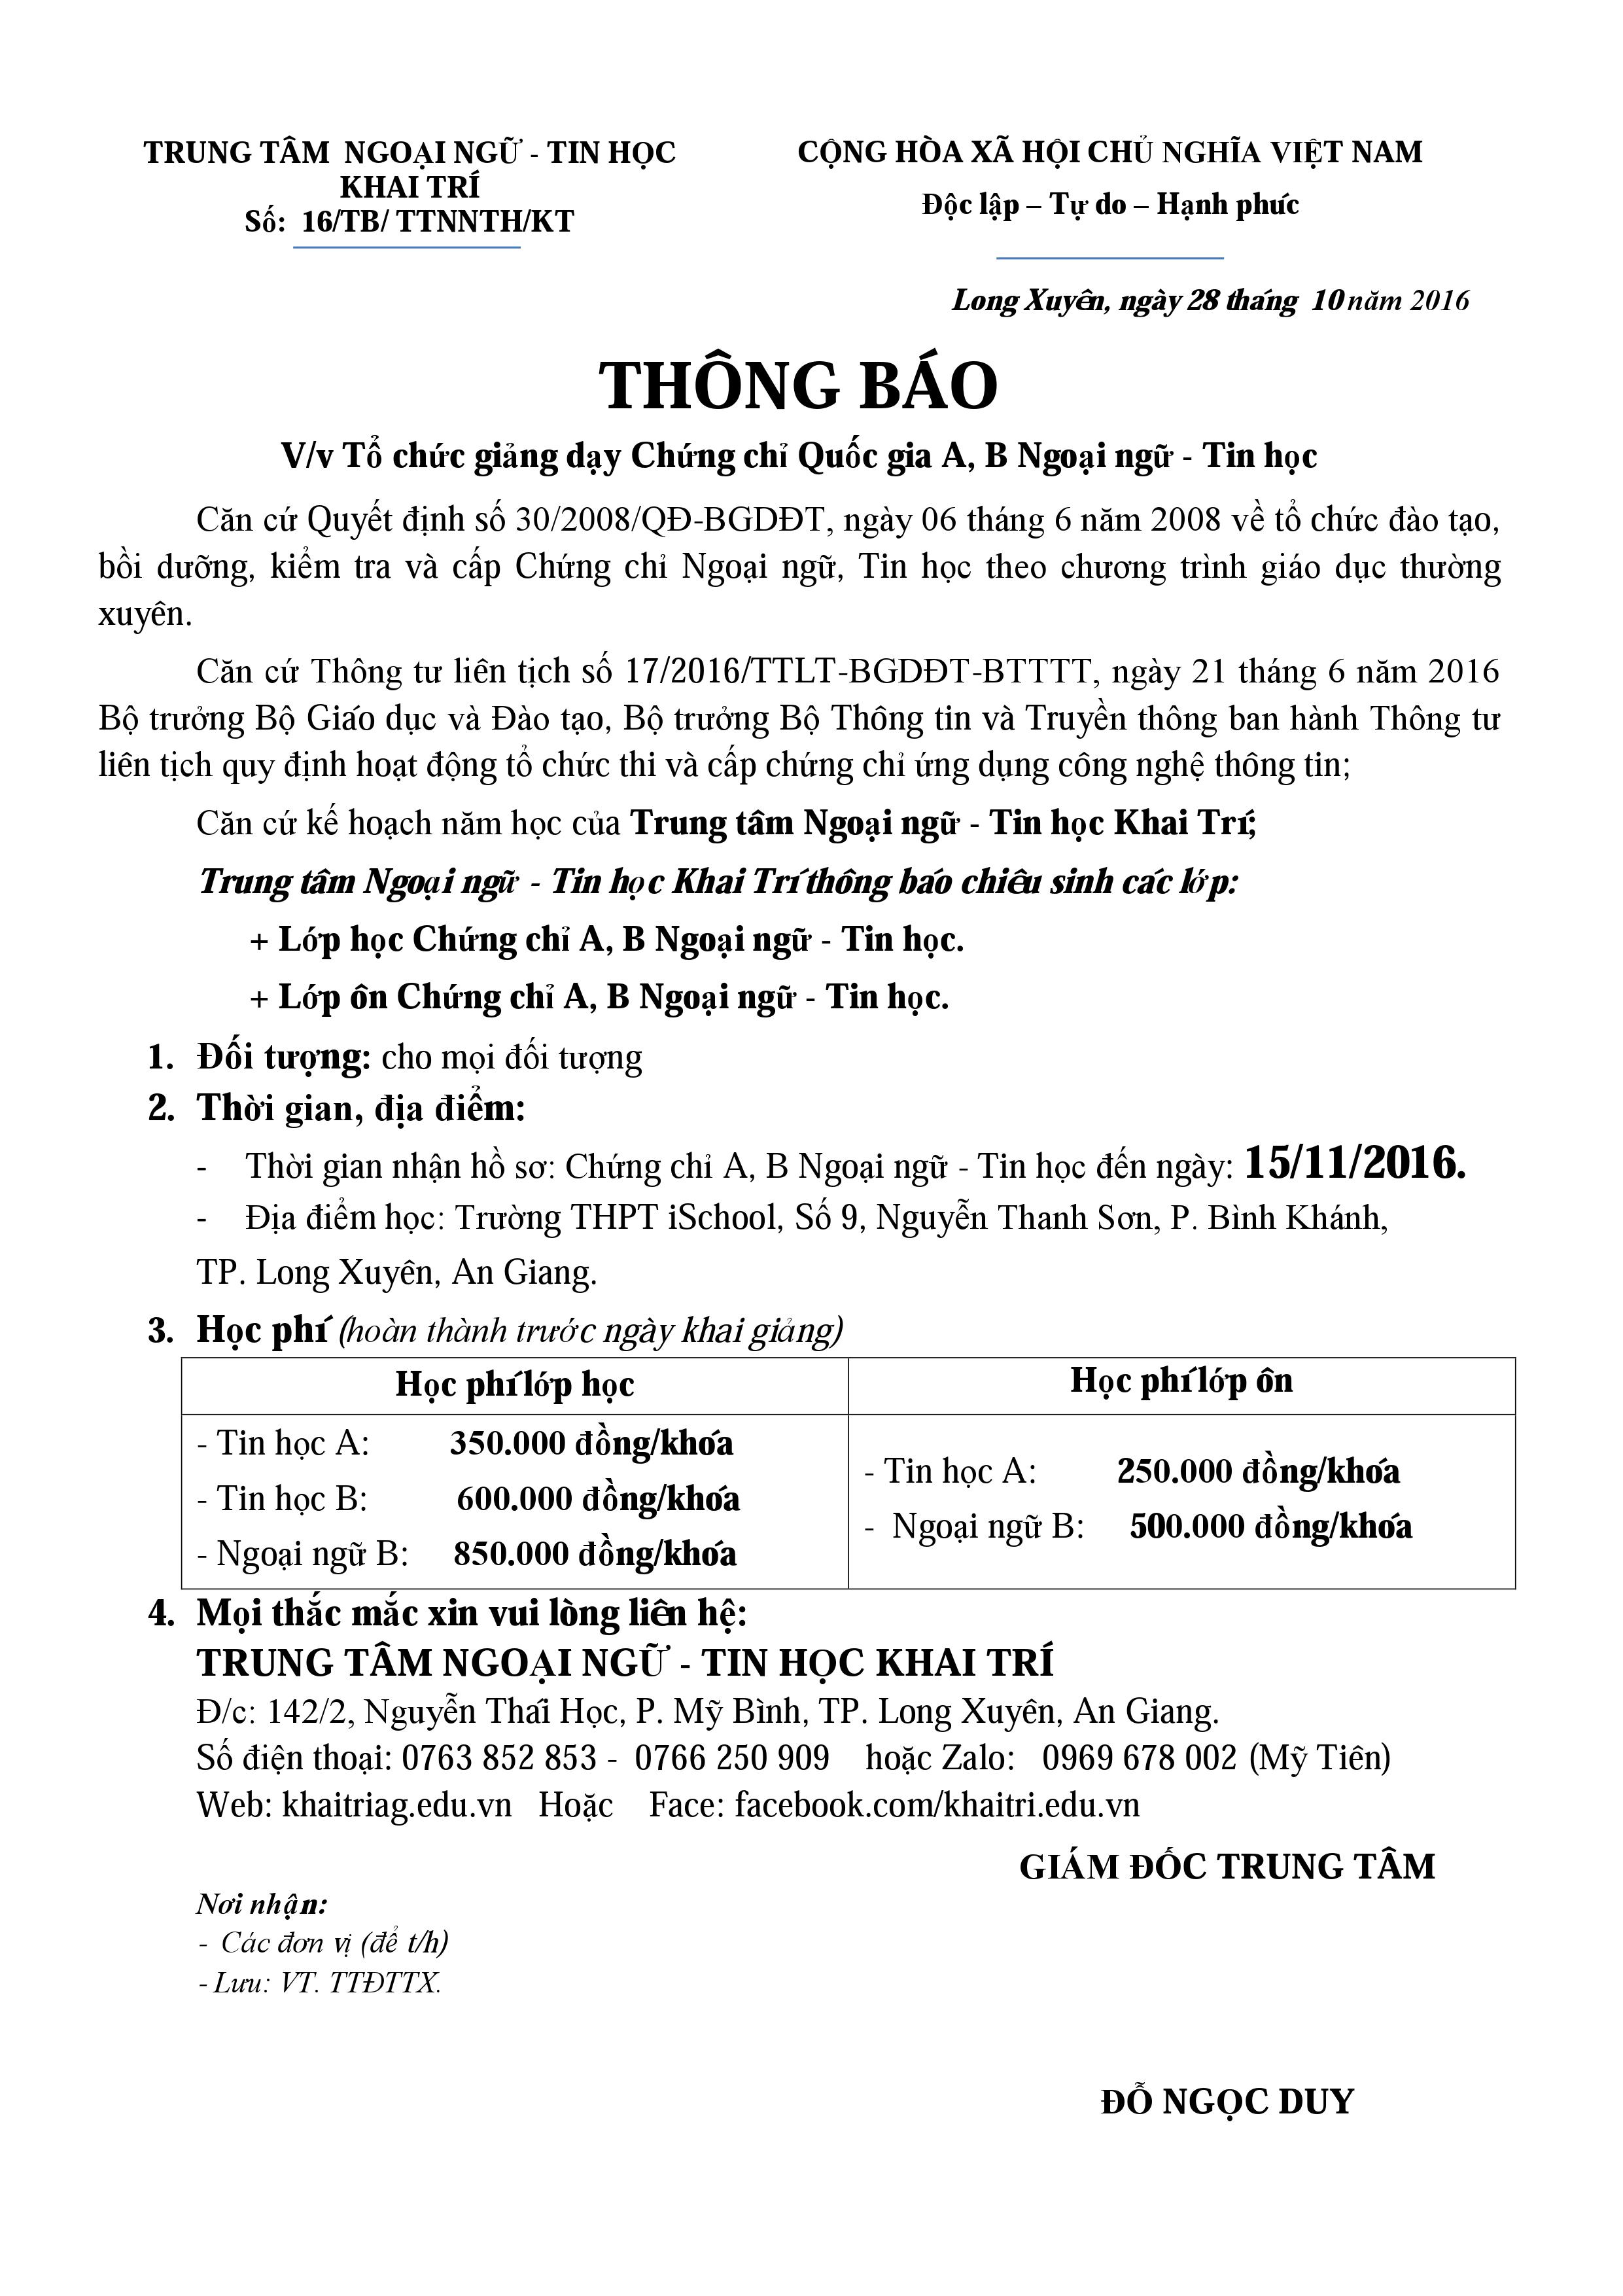 TRUNG TÂM NGOẠI NGỮ - TIN HỌC
KHAI TRÍ
Số: 16/TB/ TTNNTH/KT
CỘNG HÒA XÃ HỘI CHỦ NGHĨA VIỆT NAM
Độc lập – Tự do – Hạnh phúc
Long Xuyên, ngày 28 tháng 10 năm 2016
THÔNG BÁO
V/v Tổ chức giảng dạy Chứng chỉ Quốc gia A, B Ngoại ngữ - Tin học
Căn cứ Quyết định số 30/2008/QĐ-BGDĐT, ngày 06 tháng 6 năm 2008 về tổ chức đào tạo,
bồi dưỡng, kiểm tra và cấp Chứng chỉ Ngoại ngữ, Tin học theo chương trình giáo dục thường
xuyên.
Căn cứ Thông tư liên tịch số 17/2016/TTLT-BGDĐT-BTTTT, ngày 21 tháng 6 năm 2016
Bộ trưởng Bộ Giáo dục và Đào tạo, Bộ trưởng Bộ Thông tin và Truyền thông ban hành Thông tư
liên tịch quy định hoạt động tổ chức thi và cấp chứng chỉ ứng dụng công nghệ thông tin;
Căn cứ kế hoạch năm học của Trung tâm Ngoại ngữ - Tin học Khai Trí;
Trung tâm Ngoại ngữ - Tin học Khai Trí thông báo chiêu sinh các lớp:
+ Lớp học Chứng chỉ A, B Ngoại ngữ - Tin học.
+ Lớp ôn Chứng chỉ A, B Ngoại ngữ - Tin học.
1. Đối tượng: cho mọi đối tượng
2. Thời gian, địa điểm:
- Thời gian nhận hồ sơ: Chứng chỉ A, B Ngoại ngữ - Tin học đến ngày: 15/11/2016.
- Địa điểm học: Trường THPT iSchool, Số 9, Nguyễn Thanh Sơn, P. Bình Khánh,
TP. Long Xuyên, An Giang.
3. Học phí (hoàn thành trước ngày khai giảng)
Học phí lớp học
- Tin học A: 350.000 đồng/khóa
- Tin học B: 600.000 đồng/khóa
- Ngoại ngữ B: 850.000 đồng/khóa
Học phí lớp ôn
- Tin học A: 250.000 đồng/khóa
- Ngoại ngữ B: 500.000 đồng/khóa
4. Mọi thắc mắc xin vui lòng liên hệ:
TRUNG TÂM NGOẠI NGỮ - TIN HỌC KHAI TRÍ
Đ/c: 142/2, Nguyễn Thái Học, P. Mỹ Bình, TP. Long Xuyên, An Giang.
Số điện thoại: 0763 852 853 - 0766 250 909 hoặc Zalo: 0969 678 002 (Mỹ Tiên)
Web: khaitriag.edu.vn Hoặc Face: facebook.com/khaitri.edu.vn
GIÁM ĐỐC TRUNG TÂM
Nơi nhận:
- Các đơn vị (để t/h)
- Lưu: VT. TTĐTTX.
ĐỖ NGỌC DUY